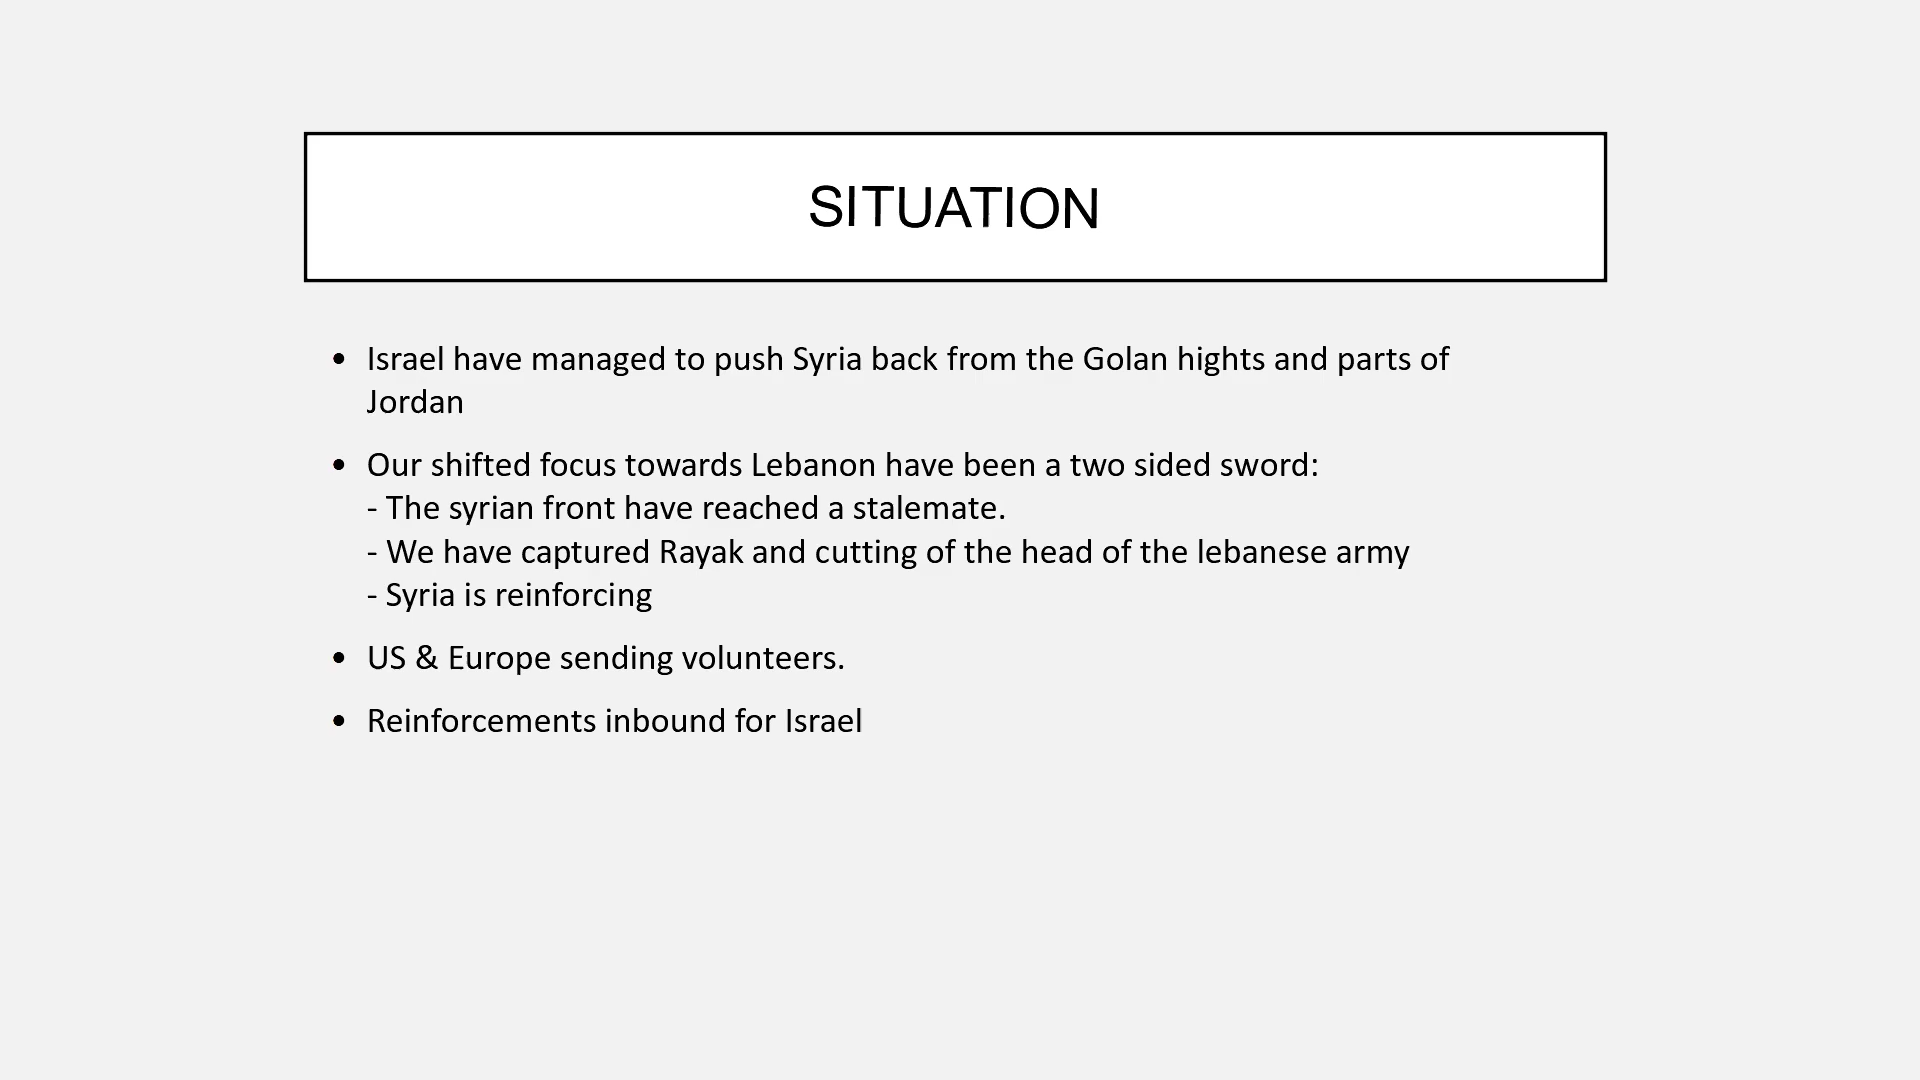 SITUATION
• Israel have managed to push Syria back from the Golan hights and parts of
Jordan
• Our shifted focus towards Lebanon have been a two sided sword:
- The syrian front have reached a stalemate.
- We have captured Rayak and cutting of the head of the lebanese army
- Syria is reinforcing
• US & Europe sending volunteers.
• Reinforcements inbound for Israel